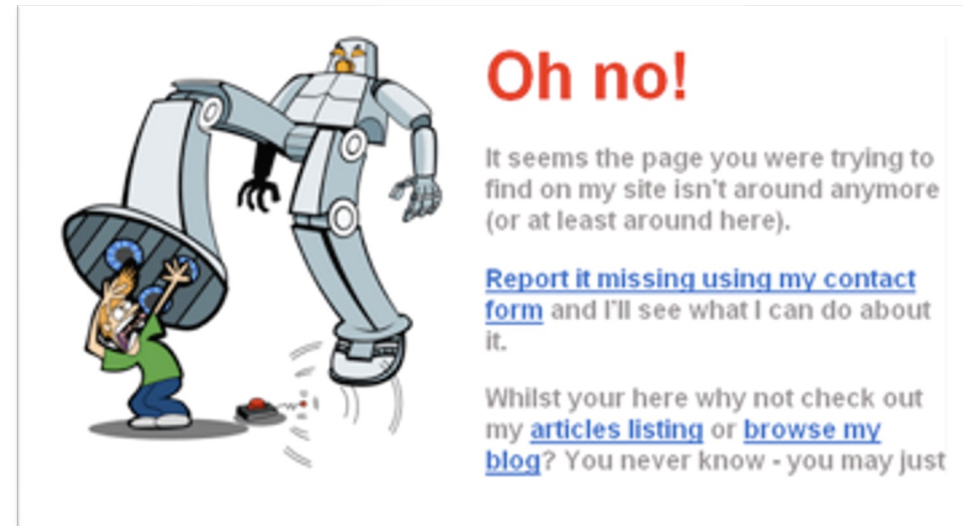 Oh no!
It seems the page you were trying to
find on my site isn't around anymore
(or at least around here).
Report it missing using my contact
form and I'll see what I can do about
it.
Whilst your here why not check out
my articles listing or browse my
blog? You never know - you may just